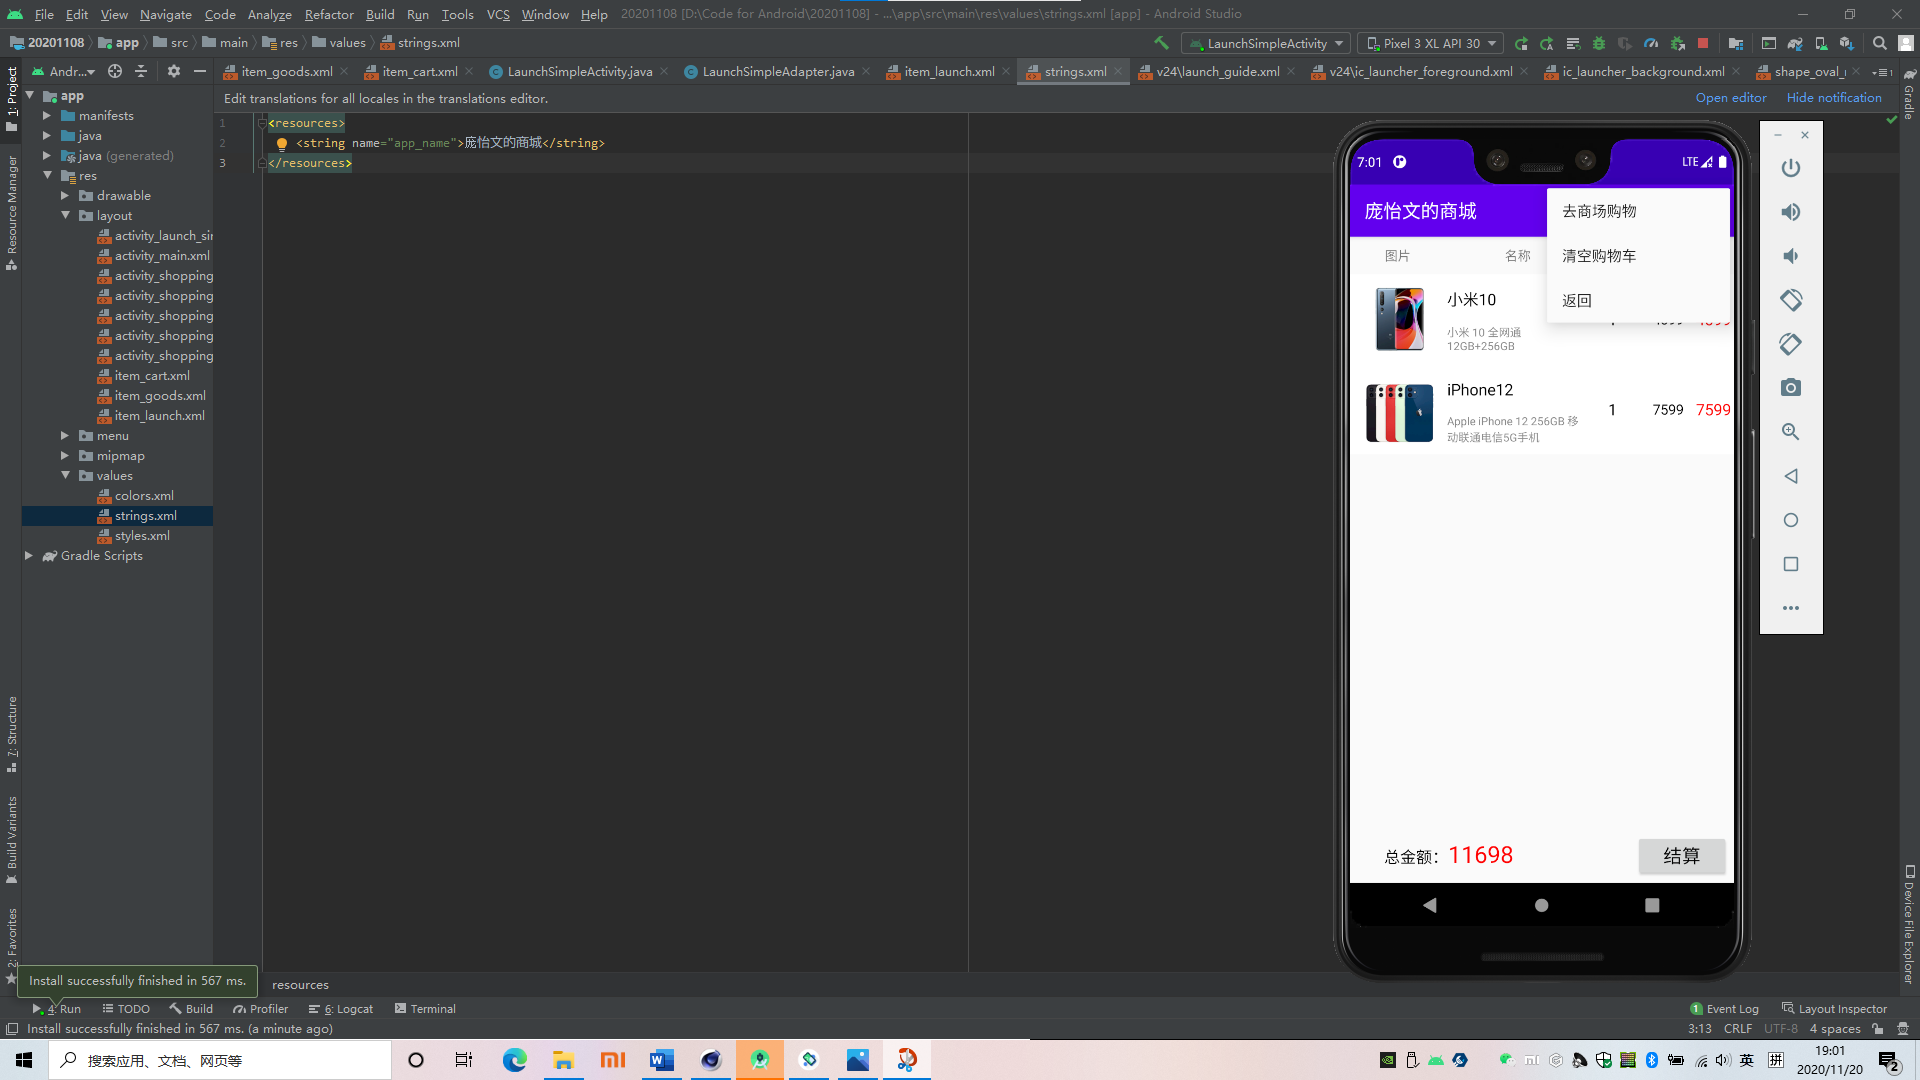 File Edit View Navigate Code Analyze Refactor Build Run Tools VCS Window Help 20201108 [D:\Code for Android\20201108] - ...\app\src\main\res\values\strings.xml [app] - Android Studio
20201108 app src main res values strings.xml LaunchSimpleActivity Pixel 3 XL API 30
Andr... item_goods.xml item_cart.xml LaunchSimpleActivity.java LaunchSimpleAdapter.java item_launch.xml strings.xml v24\launch_guide.xml v24\ic_launcher_foreground.xml ic_launcher_background.xml shape_oval_
Edit translations for all locales in the translations editor. Open editor Hide notification
1: Project
Resource Manager
7: Structure
Build Variants
2: Favorites
app
manifests
java
java (generated)
res
drawable
layout
activity_launch_sir
activity_main.xml
activity_shopping
activity_shopping
activity_shopping
activity_shopping
activity_shopping
item_cart.xml
item_goods.xml
item_launch.xml
menu
mipmap
values
colors.xml
strings.xml
styles.xml
Gradle Scripts
1 <resources>
2 <string name="app_name">庞怡文的商城</string>
3 </resources>
7:01 LTE
庞怡文的商城
去商场购物
清空购物车
返回
图片 名称
小米10
小米 10 全网通
12GB+256GB
iPhone12
Apple iPhone 12 256GB 移
动联通电信5G手机
1 7599 7599
总金额：11698 结算
Gradle
Device File Explorer
Install successfully finished in 567 ms.
resources
4: Run TODO Build Profiler 6: Logcat Terminal 1 Event Log Layout Inspector
Install successfully finished in 567 ms. (a minute ago) 3:13 CRLF UTF-8 4 spaces
搜索应用、文档、网页等
英 拼 19:01
2020/11/20 2